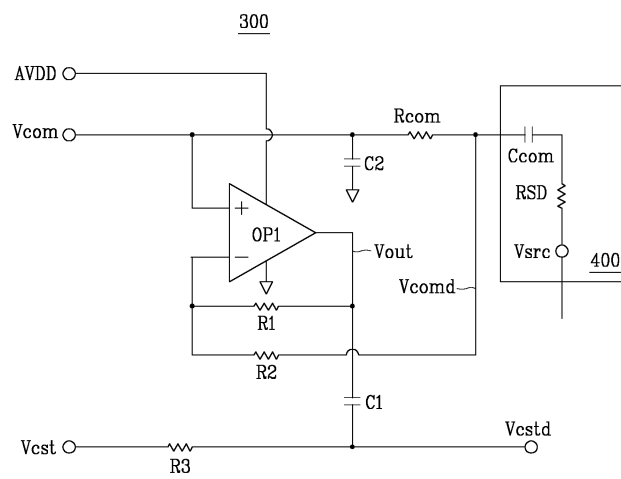 300
AVDD
Vcom
Rcom
C2
Ccom
RSD
OP1
+
−
Vout
Vsrc
400
Vcomd
R1
R2
C1
Vcst
R3
Vcstd